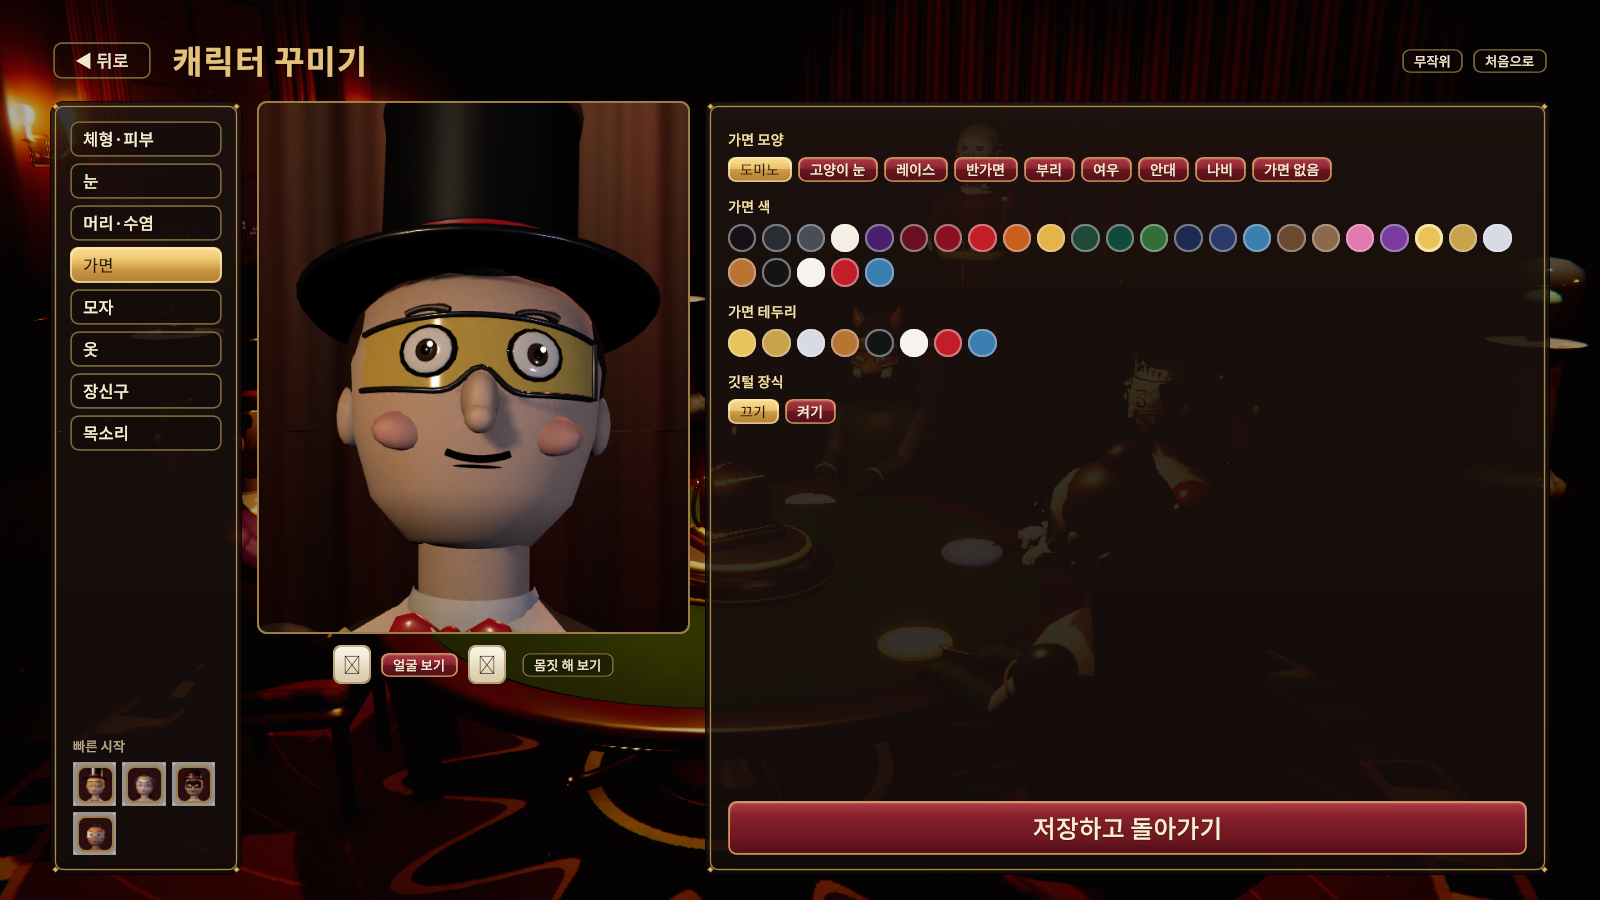 ◀ 뒤로
캐릭터 꾸미기
무작위
처음으로
체형·피부
눈
머리·수염
가면
모자
옷
장신구
목소리
빠른 시작
얼굴 보기
몸짓 해 보기
가면 모양
도미노 고양이 눈 레이스 반가면 부리 여우 안대 나비 가면 없음
가면 색
가면 테두리
깃털 장식
끄기 켜기
저장하고 돌아가기